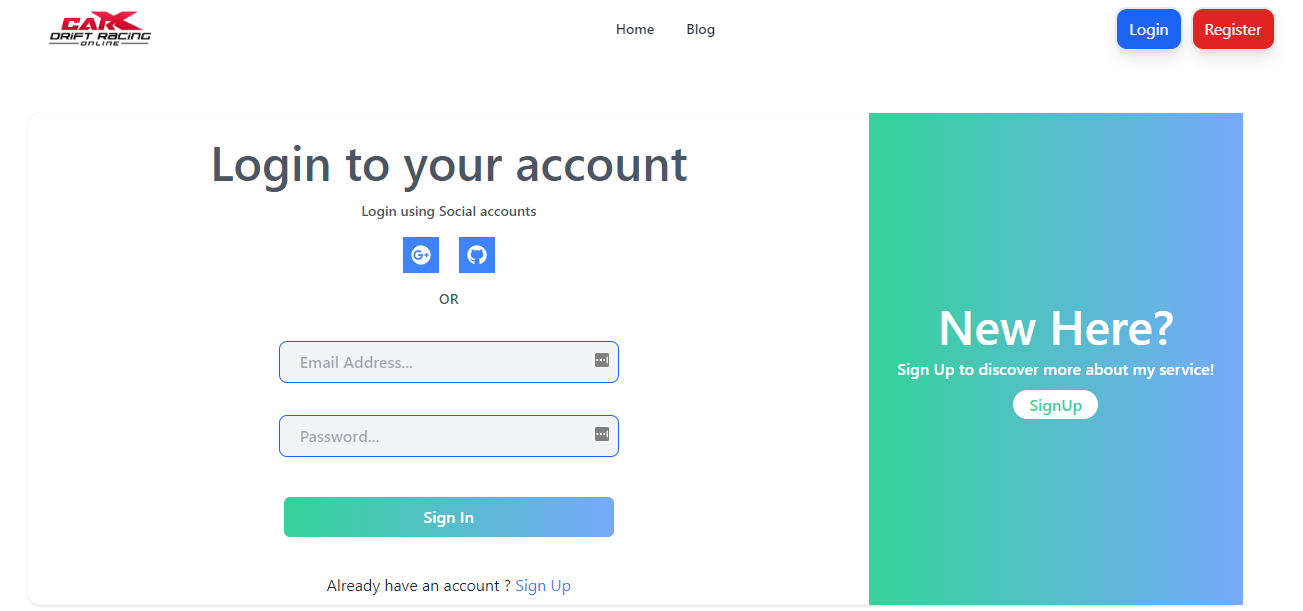 CARX
DRIFT RACING
ONLINE
Home
Blog
Login
Register
Login to your account
Login using Social accounts
G+
OR
Email Address...
Password...
Sign In
Already have an account ? Sign Up
New Here?
Sign Up to discover more about my service!
SignUp